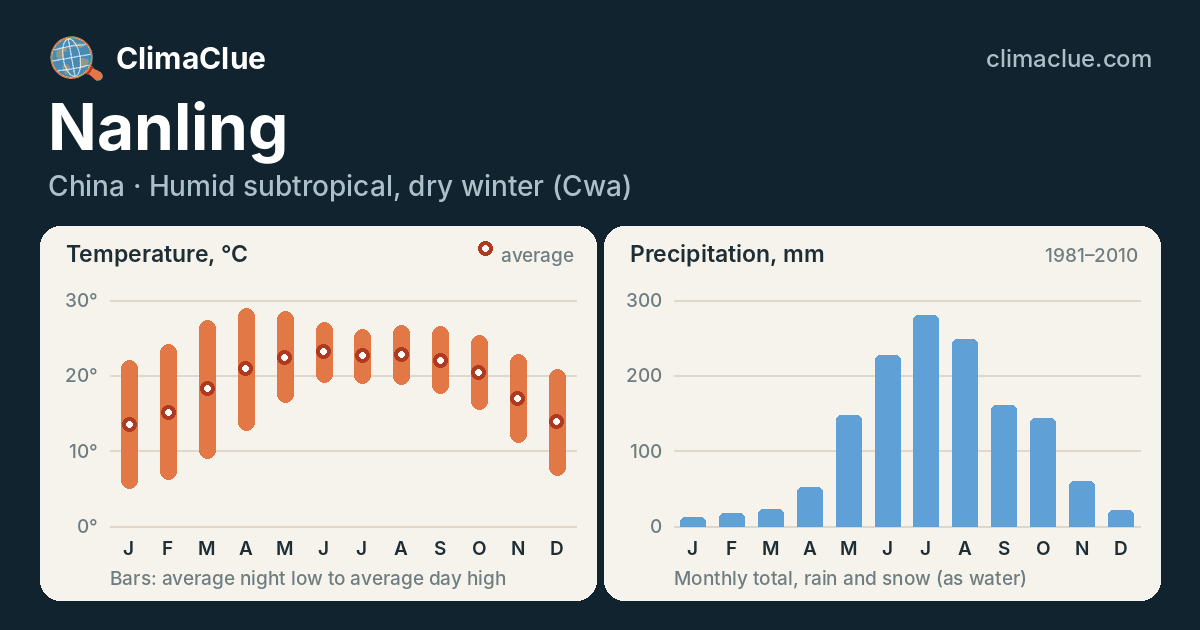 ClimaClue
climaclue.com
Nanling
China · Humid subtropical, dry winter (Cwa)
Temperature, °C
average
30°
20°
10°
0°
J F M A M J J A S O N D
Bars: average night low to average day high
Precipitation, mm
1981–2010
300
200
100
0
J F M A M J J A S O N D
Monthly total, rain and snow (as water)